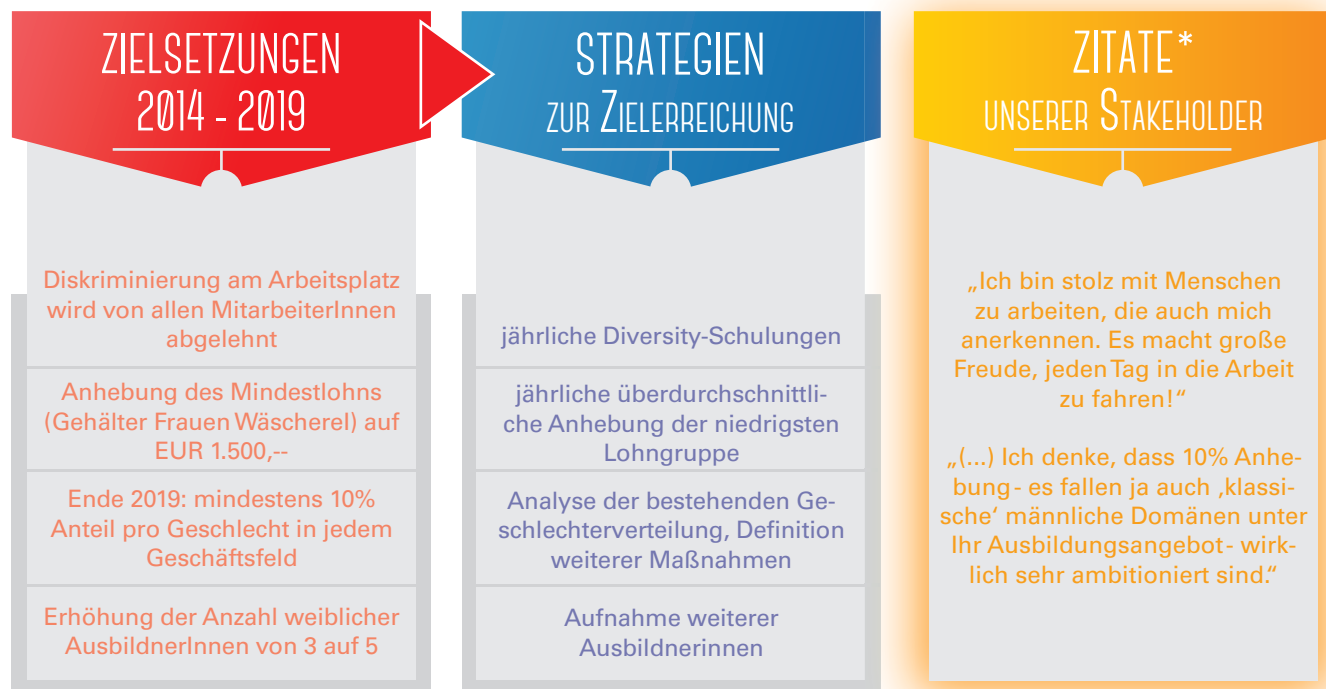 ZIELSETZUNGEN
2014 - 2019
Diskriminierung am Arbeitsplatz
wird von allen MitarbeiterInnen
abgelehnt
Anhebung des Mindestlohns
(Gehälter Frauen Wäscherel) auf
EUR 1.500,--
Ende 2019: mindestens 10%
Anteil pro Geschlecht in jedem
Geschäftsfeld
Erhöhung der Anzahl weiblicher
AusbildnerInnen von 3 auf 5
STRATEGIEN
ZUR ZIELERREICHUNG
jährliche Diversity-Schulungen
jährliche überdurchschnittli-
che Anhebung der niedrigsten
Lohngruppe
Analyse der bestehenden Ge-
schlechterverteilung, Definition
weiterer Maßnahmen
Aufnahme weiterer
Ausbildnerinnen
ZITATE*
UNSERER STAKEHOLDER
„Ich bin stolz mit Menschen
zu arbeiten, die auch mich
anerkennen. Es macht große
Freude, jeden Tag in die Arbeit
zu fahren!“
„(...) Ich denke, dass 10% Anhe-
bung - es fallen ja auch ‚klassi-
sche‘ männliche Domänen unter
Ihr Ausbildungsangebot - wirk-
lich sehr ambitioniert sind.“